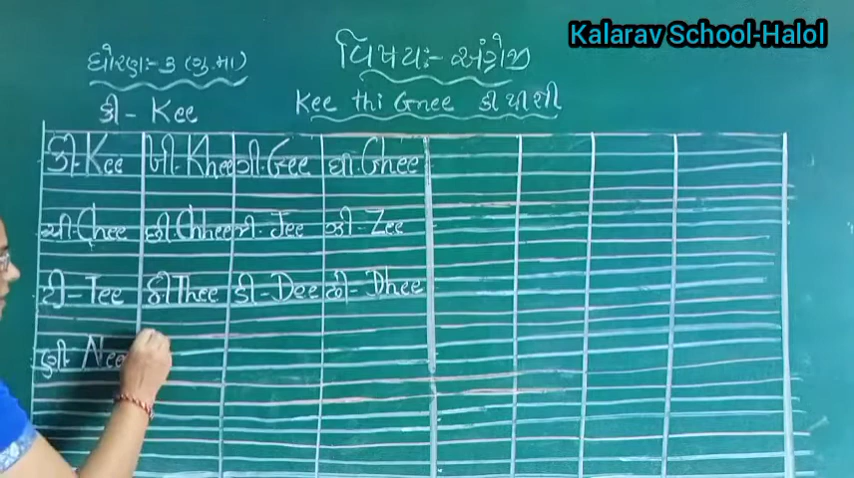 Kalarav School-Halol
ધોરણ:- ૩ (ગુ.મા)
વિષય:- અંગ્રેજી
કી - Kee
Kee thi Gnee કી થી જ્ઞી
કી-Kee ખી-Khee ગી-Gee ઘી-Ghee
ચી-Chee છી-Chhee જી-Jee ઝી-Zee
ટી-Tee ઠી-Thee ડી-Dee ઢી-Dhee
ણી-Nee